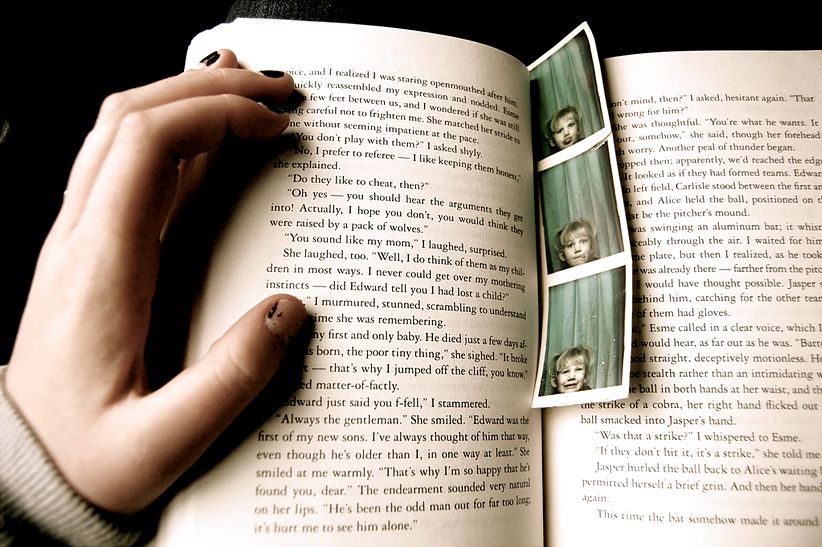 oice, and I realized I was staring openmouthed after him.
uickly reassembled my expression and nodded. Esme
a few feet between us, and I wondered if she was still
ng careful not to frighten me. She matched her stride to
ne without seeming impatient at the pace.
"You don't play with them?" I asked shyly.
"No, I prefer to referee — I like keeping them honest,"
she explained.
"Do they like to cheat, then?"
"Oh yes — you should hear the arguments they get
into! Actually, I hope you don't, you would think they
were raised by a pack of wolves."
"You sound like my mom," I laughed, surprised.
She laughed, too. "Well, I do think of them as my chil-
dren in most ways. I never could get over my mothering
instincts — did Edward tell you I had lost a child?"
" I murmured, stunned, scrambling to understand
time she was remembering.
my first and only baby. He died just a few days af-
as born, the poor tiny thing," she sighed. "It broke
t — that's why I jumped off the cliff, you know,"
ed matter-of-factly.
Edward just said you f-fell," I stammered.
"Always the gentleman." She smiled. "Edward was the
first of my new sons. I've always thought of him that way,
even though he's older than I, in one way at least." She
smiled at me warmly. "That's why I'm so happy that he's
found you, dear." The endearment sounded very natural
on her lips. "He's been the odd man out for far too long;
it's hurt me to see him alone."
on't mind, then?" I asked, hesitant again. "That
wrong for him?"
he was thoughtful. "You're what he wants. It
out, somehow," she said, though her forehead
h worry. Another peal of thunder began.
opped then; apparently, we'd reached the edge
It looked as if they had formed teams. Edward
n left field, Carlisle stood between the first an
, and Alice held the ball, positioned on th
st be the pitcher's mound.
was swinging an aluminum bat; it whist
ceably through the air. I waited for him
me plate, but then I realized, as he took
e was already there — farther from the pitc
I would have thought possible. Jasper s
behind him, catching for the other team
of them had gloves.
," Esme called in a clear voice, which I
would hear, as far out as he was. "Batte
od straight, deceptively motionless. He
be stealth rather than an intimidating w
he ball in both hands at her waist, and th
the strike of a cobra, her right hand flicked out
ball smacked into Jasper's hand.
"Was that a strike?" I whispered to Esme.
"If they don't hit it, it's a strike," she told me.
Jasper hurled the ball back to Alice's waiting h
permitted herself a brief grin. And then her hand
again.
This time the bat somehow made it around